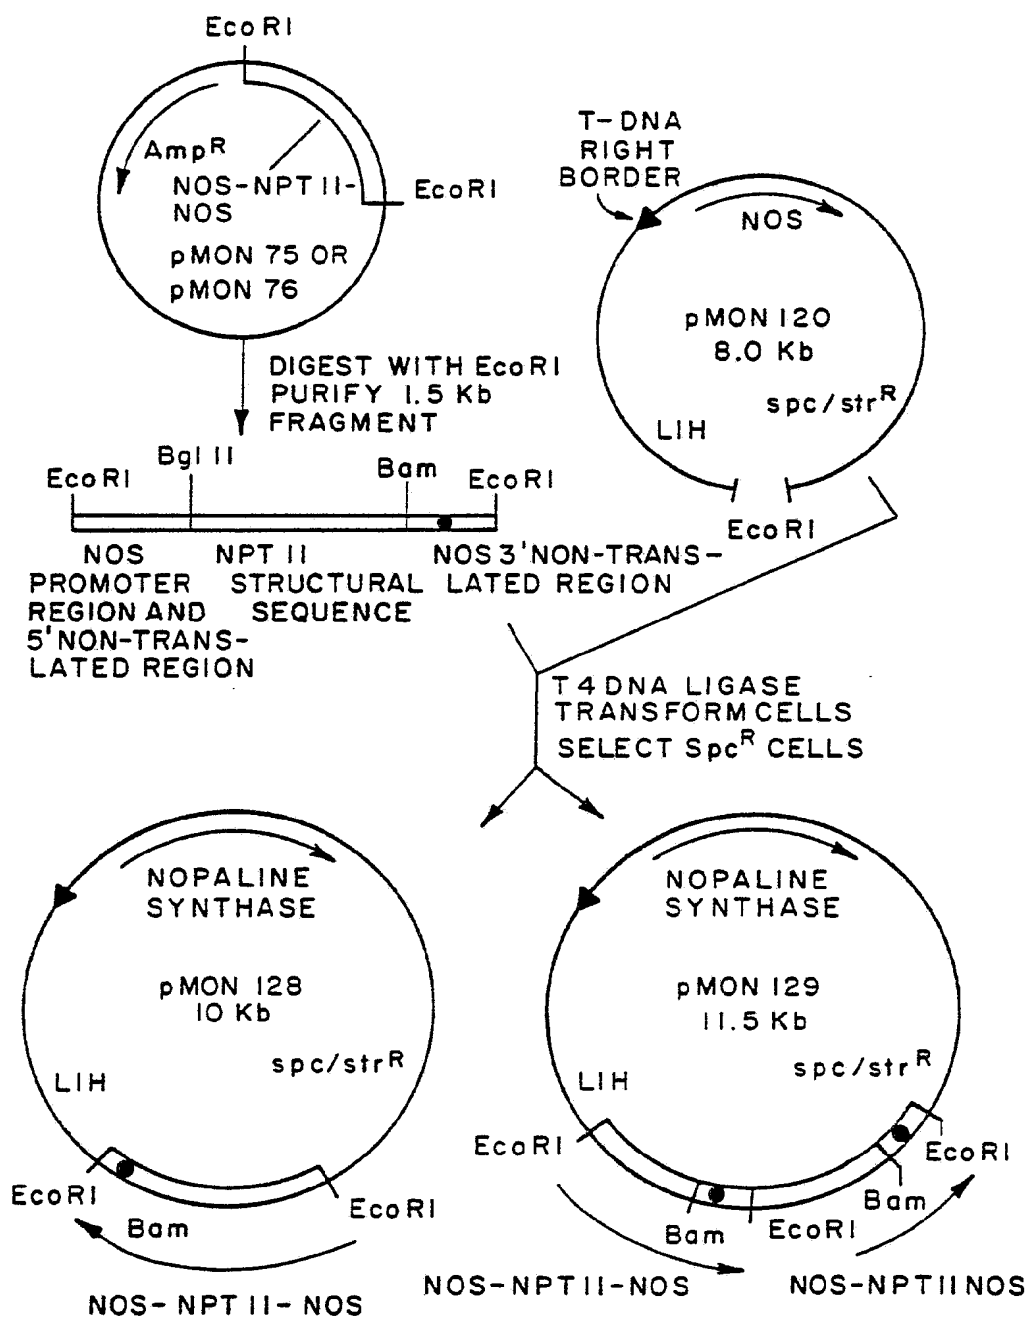 EcoRI
AmpR
NOS-NPT II-
NOS
EcoRI
pMON 75 OR
pMON 76
T-DNA
RIGHT
BORDER
NOS
pMON 120
8.0 Kb
spc/strR
LIH
EcoRI
DIGEST WITH EcoRI
PURIFY 1.5 Kb
FRAGMENT
EcoRI
Bgl II
Bam
EcoRI
NOS
PROMOTER
REGION AND
5' NON-TRANS-
LATED REGION
NPT II
STRUCTURAL
SEQUENCE
NOS 3' NON-TRANS-
LATED REGION
T4 DNA LIGASE
TRANSFORM CELLS
SELECT SpcR CELLS
NOPALINE
SYNTHASE
pMON 128
10 Kb
spc/strR
LIH
EcoRI
Bam
EcoRI
NOS-NPT II-NOS
NOPALINE
SYNTHASE
pMON 129
11.5 Kb
spc/strR
LIH
EcoRI
Bam
EcoRI
Bam
EcoRI
NOS-NPT II-NOS
NOS-NPT II NOS